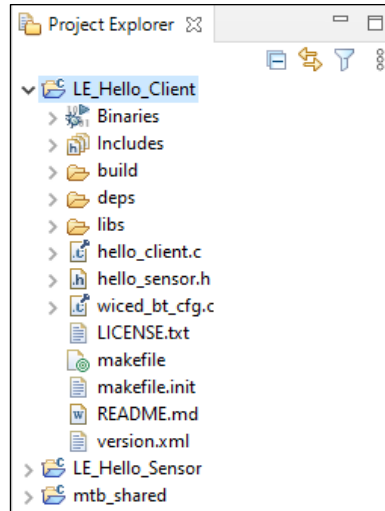 Project Explorer
LE_Hello_Client
Binaries
Includes
build
deps
libs
hello_client.c
hello_sensor.h
wiced_bt_cfg.c
LICENSE.txt
makefile
makefile.init
README.md
version.xml
LE_Hello_Sensor
mtb_shared